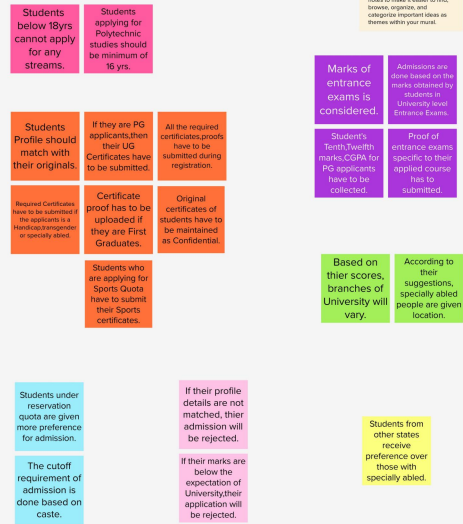 notes to make it easier to find,
browse, organize, and
categorize important ideas as
themes within your mural.
Students
below 18yrs
cannot apply
for any
streams.
Students
applying for
Polytechnic
studies should
be minimum of
16 yrs.
Marks of
entrance
exams is
considered.
Admissions are
done based on the
marks obtained by
students in
University level
Entrance Exams.
Student's
Tenth,Twelfth
marks,CGPA for
PG applicants
have to be
collected.
Proof of
entrance exams
specific to their
applied course
has to
submitted.
Students
Profile should
match with
their originals.
If they are PG
applicants,then
their UG
Certificates have
to be submitted.
All the required
certificiates,proofs
have to be
submitted during
registration.
Required Certificates
have to be submitted if
the applicants is a
Handicap,transgender
or specially abled.
Certificate
proof has to be
uploaded if
they are First
Graduates.
Original
certificates of
students have to
be maintained
as Confidential.
Students who
are applying for
Sports Quota
have to submit
their Sports
certificates.
Based on
thier scores,
branches of
University will
vary.
According to
their
suggestions,
specially abled
people are given
location.
Students under
reservation
quota are given
more preference
for admission.
The cutoff
requirement of
admission is
done based on
caste.
If their profile
details are not
matched, thier
admission will
be rejected.
If their marks are
below the
expectation of
University,their
application will
be rejected.
Students from
other states
receive
preference over
those with
specially abled.